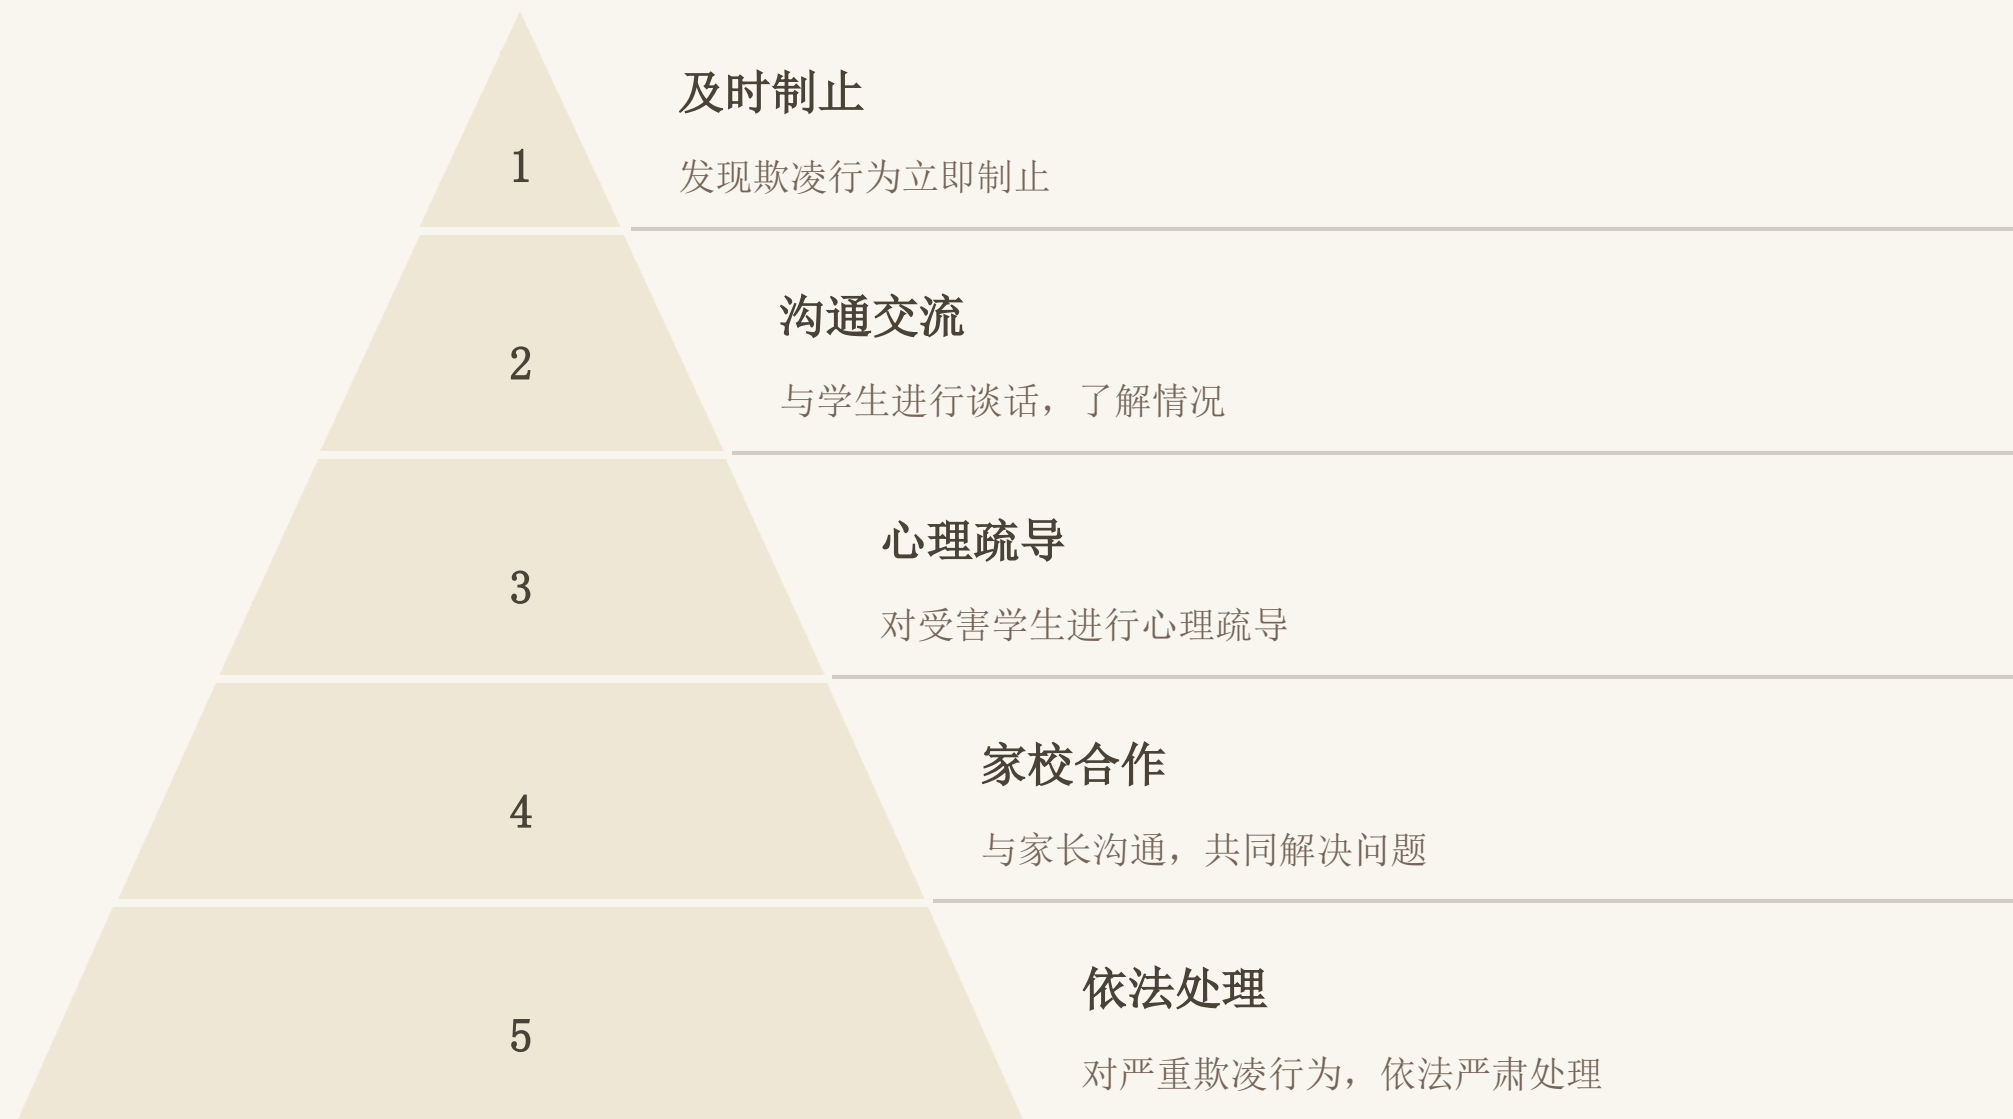 1
及时制止
发现欺凌行为立即制止
2
沟通交流
与学生进行谈话，了解情况
3
心理疏导
对受害学生进行心理疏导
4
家校合作
与家长沟通，共同解决问题
5
依法处理
对严重欺凌行为，依法严肃处理